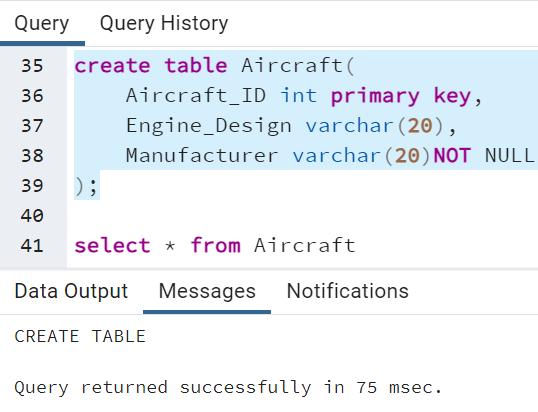 Query Query History
35 create table Aircraft(
36 Aircraft_ID int primary key,
37 Engine_Design varchar(20),
38 Manufacturer varchar(20)NOT NULL
39 );
40
41 select * from Aircraft
Data Output Messages Notifications
CREATE TABLE
Query returned successfully in 75 msec.